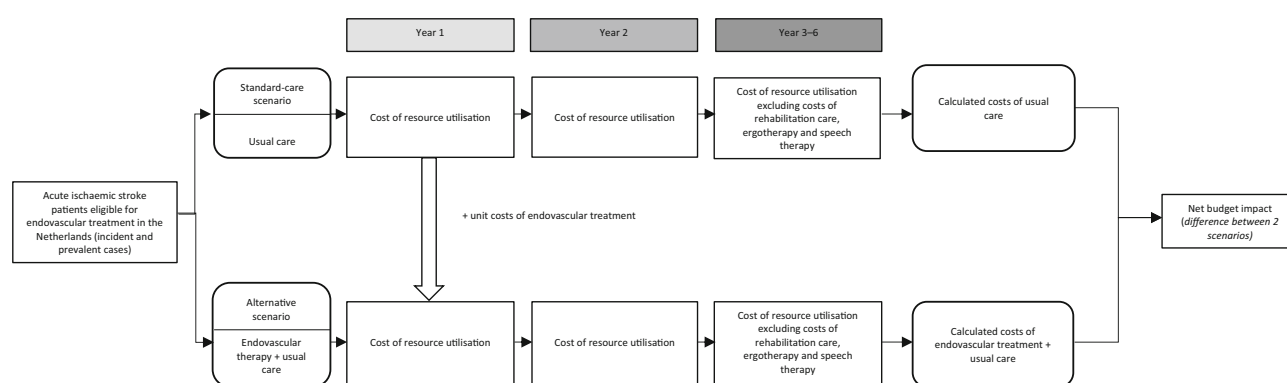 Year 1
Year 2
Year 3–6
Standard-care
scenario
Usual care
Cost of resource utilisation
Cost of resource utilisation
Cost of resource utilisation
excluding costs of
rehabilitation care,
ergotherapy and speech
therapy
Calculated costs of usual
care
Acute ischaemic stroke
patients eligible for
endovascular treatment in the
Netherlands (incident and
prevalent cases)
+ unit costs of endovascular treatment
Net budget impact
(difference between 2
scenarios)
Alternative
scenario
Endovascular
therapy + usual
care
Cost of resource utilisation
Cost of resource utilisation
Cost of resource utilisation
excluding costs of
rehabilitation care,
ergotherapy and speech
therapy
Calculated costs of
endovascular treatment +
usual care